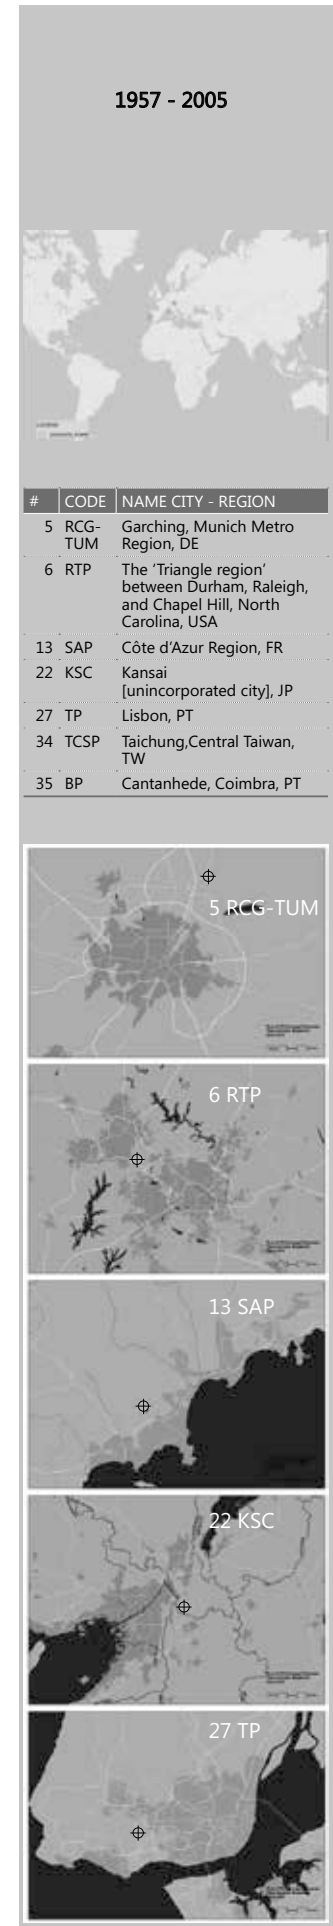 1957 - 2005
# CODE NAME CITY - REGION
5 RCG- Garching, Munich Metro
TUM Region, DE
6 RTP The ‘Triangle region’
between Durham, Raleigh,
and Chapel Hill, North
Carolina, USA
13 SAP Côte d’Azur Region, FR
22 KSC Kansai
[unincorporated city], JP
27 TP Lisbon, PT
34 TCSP Taichung,Central Taiwan,
TW
35 BP Cantanhede, Coimbra, PT
5 RCG-TUM
6 RTP
13 SAP
22 KSC
27 TP